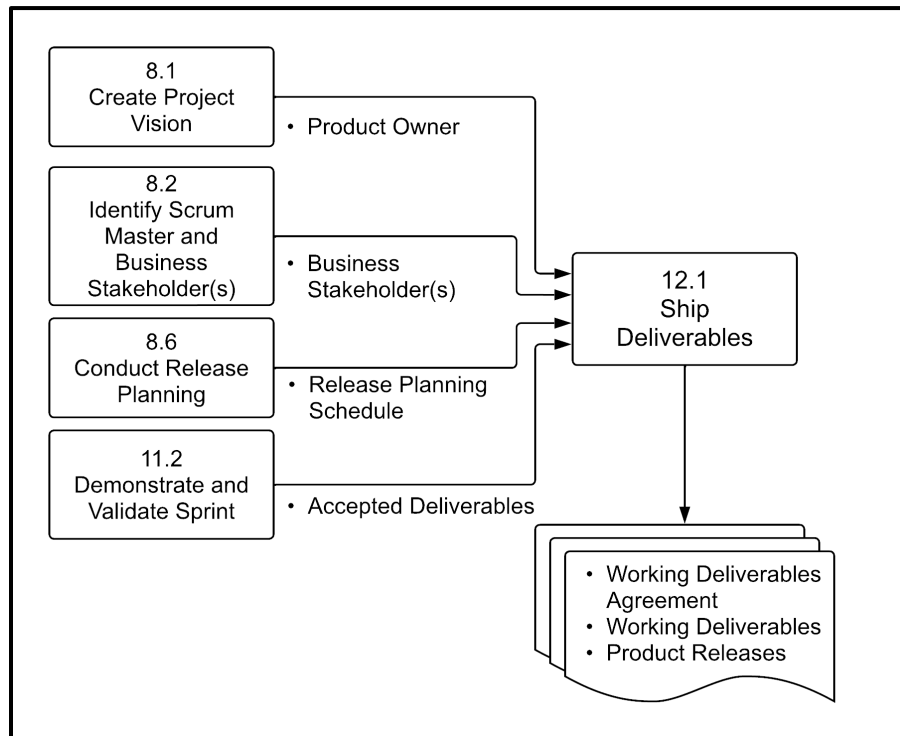 8.1
Create Project
Vision
• Product Owner
8.2
Identify Scrum
Master and
Business
Stakeholder(s)
• Business
Stakeholder(s)
8.6
Conduct Release
Planning
• Release Planning
Schedule
11.2
Demonstrate and
Validate Sprint
• Accepted Deliverables
12.1
Ship
Deliverables
• Working Deliverables
Agreement
• Working Deliverables
• Product Releases